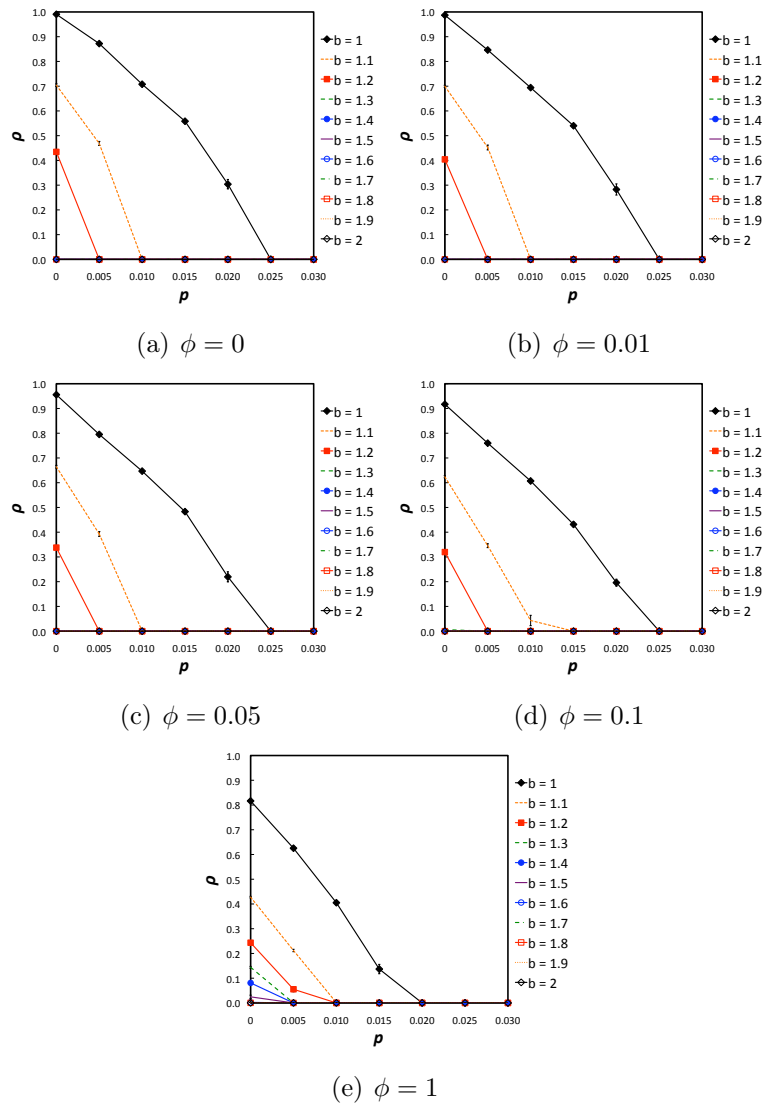 1.0
0.9
0.8
0.7
0.6
0.5
0.4
0.3
0.2
0.1
0.0
ρ
0 0.005 0.010 0.015 0.020 0.025 0.030
p
b = 1
b = 1.1
b = 1.2
b = 1.3
b = 1.4
b = 1.5
b = 1.6
b = 1.7
b = 1.8
b = 1.9
b = 2
(a) ϕ = 0
1.0
0.9
0.8
0.7
0.6
0.5
0.4
0.3
0.2
0.1
0.0
ρ
0 0.005 0.010 0.015 0.020 0.025 0.030
p
b = 1
b = 1.1
b = 1.2
b = 1.3
b = 1.4
b = 1.5
b = 1.6
b = 1.7
b = 1.8
b = 1.9
b = 2
(b) ϕ = 0.01
1.0
0.9
0.8
0.7
0.6
0.5
0.4
0.3
0.2
0.1
0.0
ρ
0 0.005 0.010 0.015 0.020 0.025 0.030
p
b = 1
b = 1.1
b = 1.2
b = 1.3
b = 1.4
b = 1.5
b = 1.6
b = 1.7
b = 1.8
b = 1.9
b = 2
(c) ϕ = 0.05
1.0
0.9
0.8
0.7
0.6
0.5
0.4
0.3
0.2
0.1
0.0
ρ
0 0.005 0.010 0.015 0.020 0.025 0.030
p
b = 1
b = 1.1
b = 1.2
b = 1.3
b = 1.4
b = 1.5
b = 1.6
b = 1.7
b = 1.8
b = 1.9
b = 2
(d) ϕ = 0.1
1.0
0.9
0.8
0.7
0.6
0.5
0.4
0.3
0.2
0.1
0.0
ρ
0 0.005 0.010 0.015 0.020 0.025 0.030
p
b = 1
b = 1.1
b = 1.2
b = 1.3
b = 1.4
b = 1.5
b = 1.6
b = 1.7
b = 1.8
b = 1.9
b = 2
(e) ϕ = 1